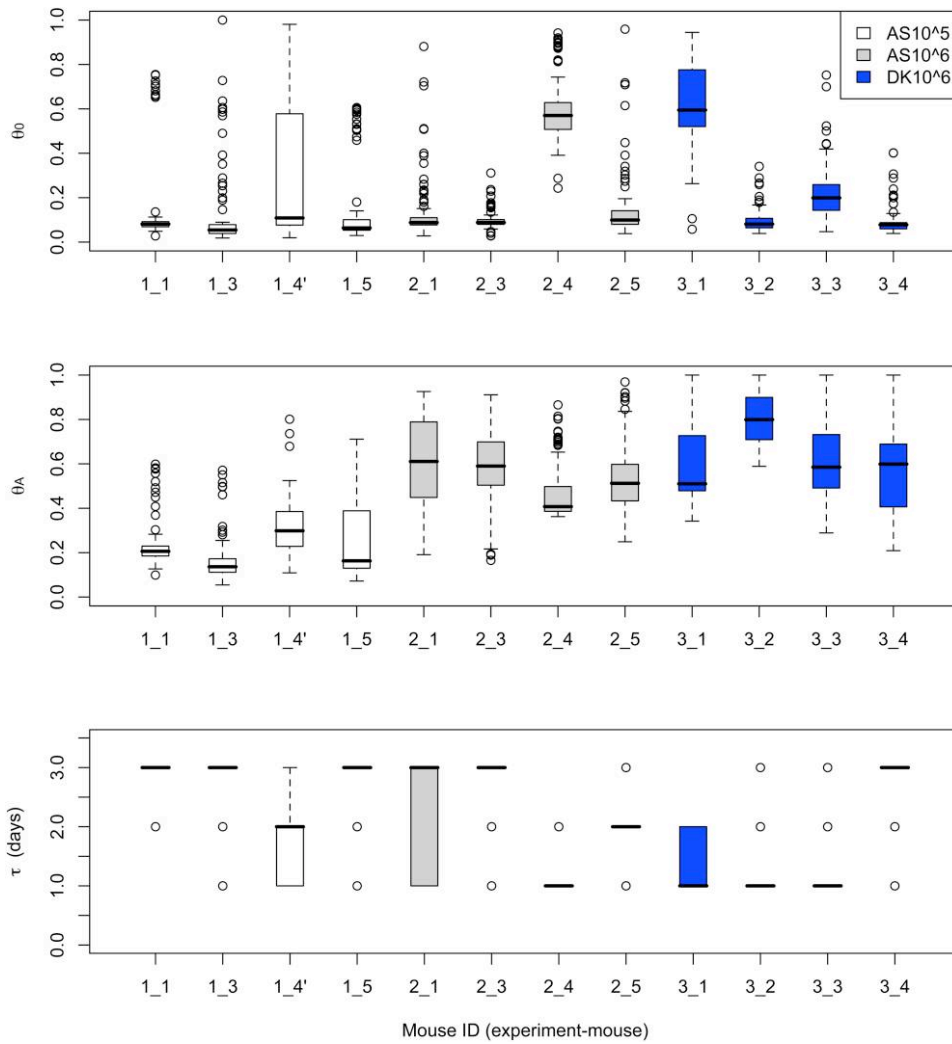 θ0
0.0 0.2 0.4 0.6 0.8 1.0
AS10^5
AS10^6
DK10^6
1_1 1_3 1_4' 1_5 2_1 2_3 2_4 2_5 3_1 3_2 3_3 3_4
θA
0.0 0.2 0.4 0.6 0.8 1.0
1_1 1_3 1_4' 1_5 2_1 2_3 2_4 2_5 3_1 3_2 3_3 3_4
τ (days)
0.0 1.0 2.0 3.0
1_1 1_3 1_4' 1_5 2_1 2_3 2_4 2_5 3_1 3_2 3_3 3_4
Mouse ID (experiment-mouse)